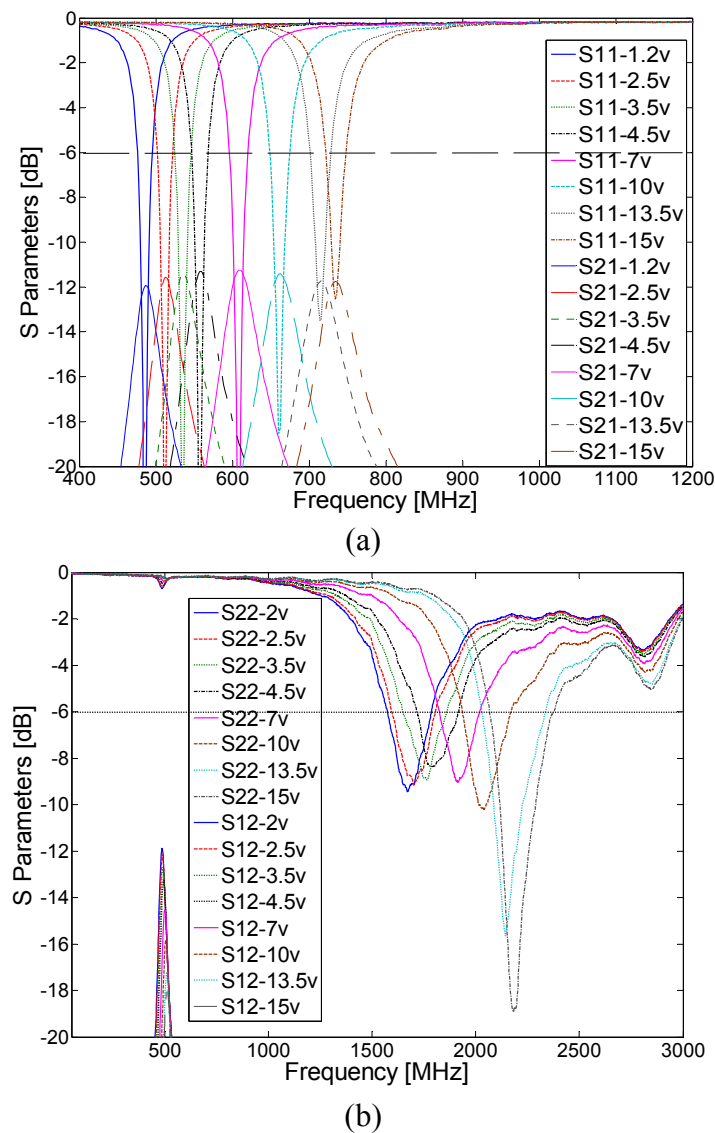 0
-2
-4
-6
-8
-10
-12
-14
-16
-18
-20
S Parameters [dB]
400 500 600 700 800 900 1000 1100 1200
Frequency [MHz]
S11-1.2v
S11-2.5v
S11-3.5v
S11-4.5v
S11-7v
S11-10v
S11-13.5v
S11-15v
S21-1.2v
S21-2.5v
S21-3.5v
S21-4.5v
S21-7v
S21-10v
S21-13.5v
S21-15v
(a)
0
-2
-4
-6
-8
-10
-12
-14
-16
-18
-20
S Parameters [dB]
500 1000 1500 2000 2500 3000
Frequency [MHz]
S22-2v
S22-2.5v
S22-3.5v
S22-4.5v
S22-7v
S22-10v
S22-13.5v
S22-15v
S12-2v
S12-2.5v
S12-3.5v
S12-4.5v
S12-7v
S12-10v
S12-13.5v
S12-15v
(b)